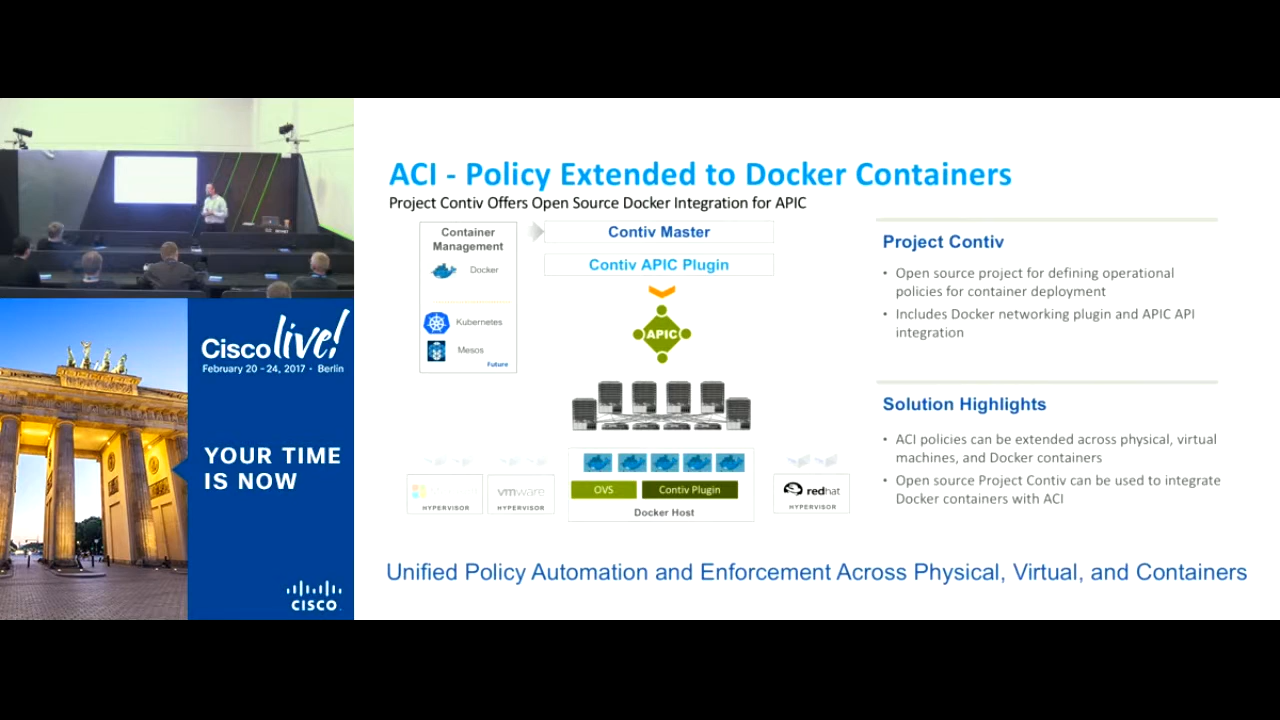 ACI - Policy Extended to Docker Containers
Project Contiv Offers Open Source Docker Integration for APIC
Container
Management
Docker
Kubernetes
Mesos
Future
Contiv Master
Contiv APIC Plugin
APIC
HYPERVISOR
vmware
HYPERVISOR
OVS
Contiv Plugin
Docker Host
redhat
HYPERVISOR
Project Contiv
• Open source project for defining operational
policies for container deployment
• Includes Docker networking plugin and APIC API
integration
Solution Highlights
• ACI policies can be extended across physical, virtual
machines, and Docker containers
• Open source Project Contiv can be used to integrate
Docker containers with ACI
Unified Policy Automation and Enforcement Across Physical, Virtual, and Containers
Cisco live!
February 20 - 24, 2017 · Berlin
YOUR TIME
IS NOW
CISCO